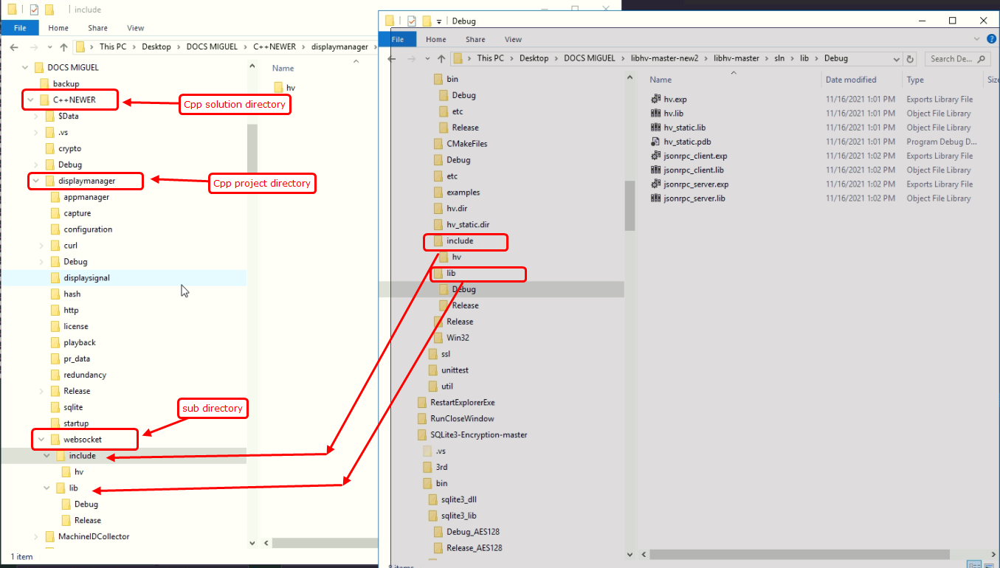 include
File Home Share View
This PC Desktop DOCS MIGUEL C++NEWER displaymanager
DOCS MIGUEL
backup
C++NEWER
$Data
.vs
crypto
Debug
displaymanager
appmanager
capture
configuration
curl
Debug
displaysignal
hash
http
license
playback
pr_data
redundancy
Release
sqlite
startup
websocket
include
hv
lib
Debug
Release
MachineIDCollector
1 item
Name
hv
Cpp solution directory
Cpp project directory
sub directory
Debug
File Home Share View
This PC Desktop DOCS MIGUEL libhv-master-new2 libhv-master sln lib Debug
Search De...
bin
Debug
etc
Release
CMakeFiles
Debug
etc
examples
hv.dir
hv_static.dir
include
hv
lib
Debug
Release
Release
Win32
ssl
unittest
util
RestartExplorerExe
RunCloseWindow
SQLite3-Encryption-master
.vs
3rd
bin
sqlite3_dll
sqlite3_lib
Debug_AES128
Release_AES128
Name Date modified Type Size
hv.exp 11/16/2021 1:01 PM Exports Library File
hv.lib 11/16/2021 1:01 PM Object File Library
hv_static.lib 11/16/2021 1:01 PM Object File Library
hv_static.pdb 11/16/2021 1:01 PM Program Debug D...
jsonrpc_client.exp 11/16/2021 1:02 PM Exports Library File
jsonrpc_client.lib 11/16/2021 1:02 PM Object File Library
jsonrpc_server.exp 11/16/2021 1:02 PM Exports Library File
jsonrpc_server.lib 11/16/2021 1:02 PM Object File Library
8 items